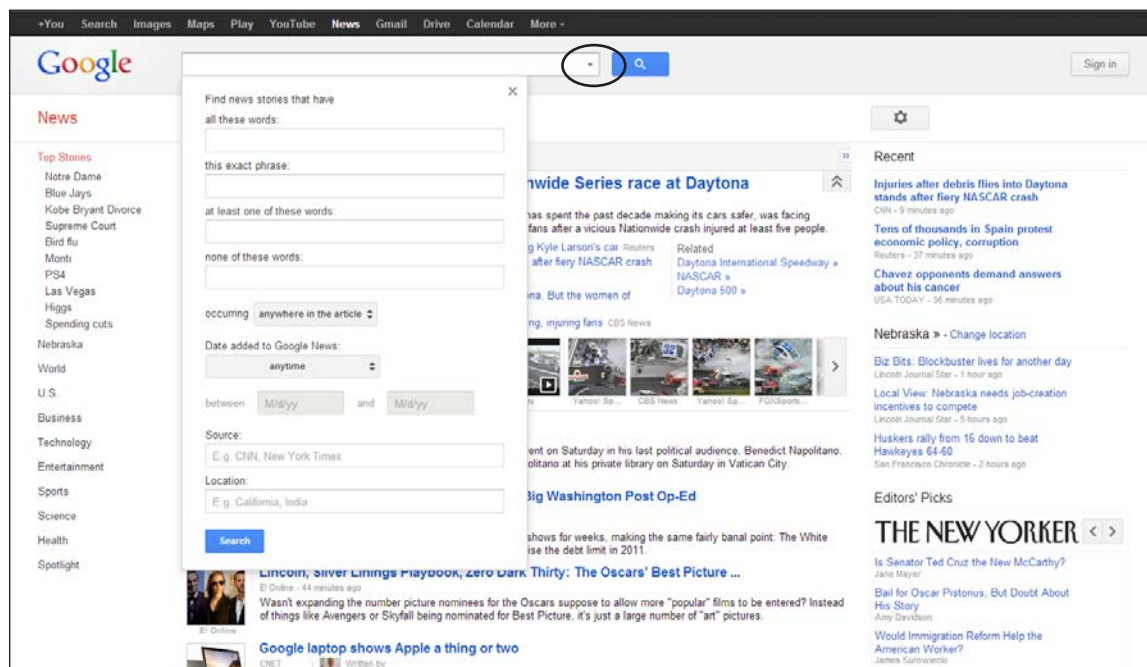 +You Search Images Maps Play YouTube News Gmail Drive Calendar More
Google
Sign in
News
Top Stories
Notre Dame
Blue Jays
Kobe Bryant Divorce
Supreme Court
Bird flu
Monti
PS4
Las Vegas
Higgs
Spending cuts
Nebraska
World
U.S.
Business
Technology
Entertainment
Sports
Science
Health
Spotlight
Find news stories that have
all these words:
this exact phrase:
at least one of these words:
none of these words:
occurring anywhere in the article
Date added to Google News:
anytime
between M/d/yy and M/d/yy
Source:
E.g. CNN, New York Times
Location:
E.g. California, India
Search
nwide Series race at Daytona
has spent the past decade making its cars safer, was facing
fans after a vicious Nationwide crash injured at least five people.
g Kyle Larson's car Reuters
after fiery NASCAR crash
ona. But the women of
ng, injuring fans CBS News
Related
Daytona International Speedway »
NASCAR »
Daytona 500 »
Yahoo! Sp... CBS News Yahoo! Sp... FOXSports...
ent on Saturday in his last political audience. Benedict Napolitano.
olitano at his private library on Saturday in Vatican City.
Big Washington Post Op-Ed
shows for weeks, making the same fairly banal point: The White
ise the debt limit in 2011.
Lincoln, Silver Linings Playbook, Zero Dark Thirty: The Oscars' Best Picture ...
E! Online - 44 minutes ago
Wasn't expanding the number picture nominees for the Oscars suppose to allow more "popular" films to be entered? Instead
of things like Avengers or Skyfall being nominated for Best Picture, it's just a large number of "art" pictures.
E! Online
Google laptop shows Apple a thing or two
CNET Written by
Recent
Injuries after debris flies into Daytona
stands after fiery NASCAR crash
CNN - 9 minutes ago
Tens of thousands in Spain protest
economic policy, corruption
Reuters - 37 minutes ago
Chavez opponents demand answers
about his cancer
USA TODAY - 36 minutes ago
Nebraska » - Change location
Biz Bits: Blockbuster lives for another day
Lincoln Journal Star - 1 hour ago
Local View: Nebraska needs job-creation
incentives to compete
Lincoln Journal Star - 5 hours ago
Huskers rally from 16 down to beat
Hawkeyes 64-60
San Francisco Chronicle - 2 hours ago
Editors' Picks
THE NEW YORKER
Is Senator Ted Cruz the New McCarthy?
Jane Mayer
Bail for Oscar Pistorius, But Doubt About
His Story
Amy Davidson
Would Immigration Reform Help the
American Worker?
James Surowiecki